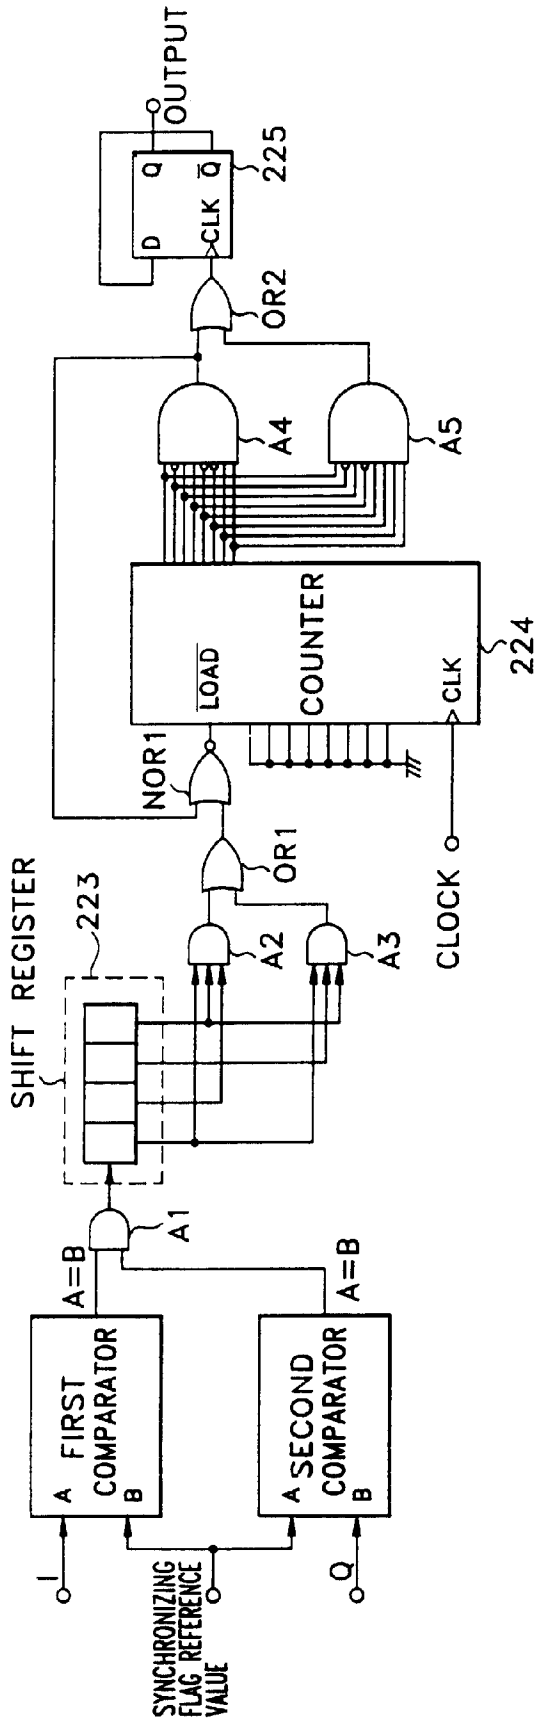 I
A
B
FIRST
COMPARATOR
A=B
SYNCHRONIZING
FLAG REFERENCE
VALUE
Q
A
B
SECOND
COMPARATOR
A=B
A1
SHIFT REGISTER
223
A2
A3
OR1
NOR1
LOAD
COUNTER
CLK
224
CLOCK
A4
A5
OR2
D
Q
CLK
Q
225
OUTPUT